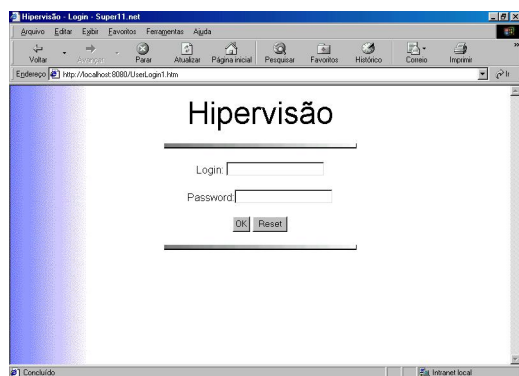 Hipervisão - Login - Super11.net
Arquivo Editar Exibir Favoritos Ferramentas Ajuda
Voltar Avançar Parar Atualizar Página inicial Pesquisar Favoritos Histórico Correio Imprimir
Endereço http://localhost:8080/UserLogin1.htm Ir
Hipervisão
Login:
Password:
OK Reset
Concluído Intranet local